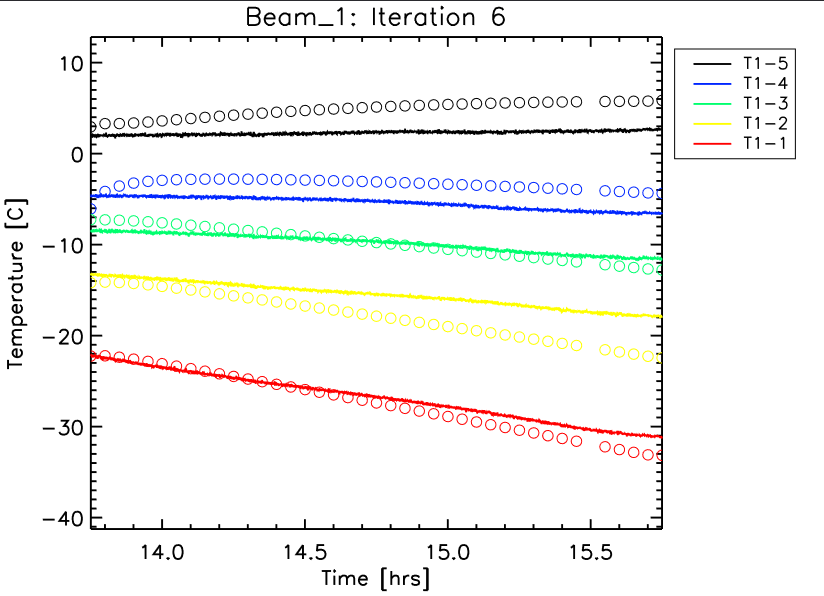 Beam_1: Iteration 6
10
0
−10
−20
−30
−40
Temperature [C]
14.0 14.5 15.0 15.5
Time [hrs]
T1−5
T1−4
T1−3
T1−2
T1−1